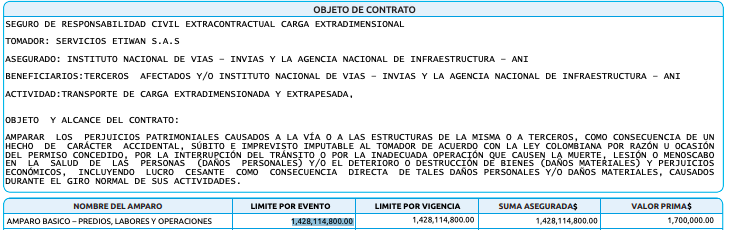 OBJETO DE CONTRATO
SEGURO DE RESPONSABILIDAD CIVIL EXTRACONTRACTUAL CARGA EXTRADIMENSIONAL
TOMADOR: SERVICIOS ETIWAN S.A.S
ASEGURADO: INSTITUTO NACIONAL DE VIAS – INVIAS Y LA AGENCIA NACIONAL DE INFRAESTRUCTURA – ANI
BENEFICIARIOS:TERCEROS AFECTADOS Y/O INSTITUTO NACIONAL DE VIAS – INVIAS Y LA AGENCIA NACIONAL DE INFRAESTRUCTURA – ANI
ACTIVIDAD:TRANSPORTE DE CARGA EXTRADIMENSIONADA Y EXTRAPESADA,
OBJETO Y ALCANCE DEL CONTRATO:
AMPARAR LOS PERJUICIOS PATRIMONIALES CAUSADOS A LA VÍA O A LAS ESTRUCTURAS DE LA MISMA O A TERCEROS, COMO CONSECUENCIA DE UN
HECHO DE CARÁCTER ACCIDENTAL, SÚBITO E IMPREVISTO IMPUTABLE AL TOMADOR DE ACUERDO CON LA LEY COLOMBIANA POR RAZÓN U OCASIÓN
DEL PERMISO CONCEDIDO, POR LA INTERRUPCIÓN DEL TRÁNSITO O POR LA INADECUADA OPERACIÓN QUE CAUSEN LA MUERTE, LESIÓN O MENOSCABO
EN LA SALUD DE LAS PERSONAS (DAÑOS PERSONALES) Y/O EL DETERIORO O DESTRUCCIÓN DE BIENES (DAÑOS MATERIALES) Y PERJUICIOS
ECONÓMICOS, INCLUYENDO LUCRO CESANTE COMO CONSECUENCIA DIRECTA DE TALES DAÑOS PERSONALES Y/O DAÑOS MATERIALES, CAUSADOS
DURANTE EL GIRO NORMAL DE SUS ACTIVIDADES.
NOMBRE DEL AMPARO LIMITE POR EVENTO LIMITE POR VIGENCIA SUMA ASEGURADA$ VALOR PRIMA$
AMPARO BASICO – PREDIOS, LABORES Y OPERACIONES 1,428,114,800.00 1,428,114,800.00 1,428,114,800.00 1,700,000.00